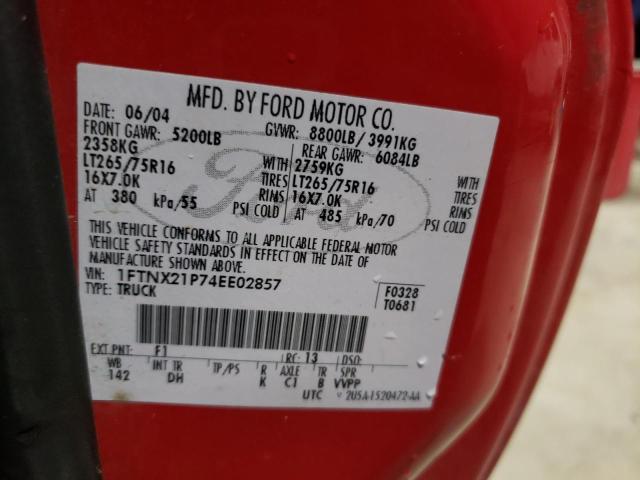 MFD. BY FORD MOTOR CO.
DATE: 06/04 GVWR: 8800LB/ 3991KG
FRONT GAWR: 5200LB REAR GAWR: 6084LB
2358KG WITH 2759KG WITH
LT265/75R16 TIRES LT265/75R16 TIRES
16X7.0K RIMS 16X7.0K RIMS
AT 380 kPa/55 PSI COLD AT 485 kPa/70 PSI COLD
Ford
THIS VEHICLE CONFORMS TO ALL APPLICABLE FEDERAL MOTOR
VEHICLE SAFETY STANDARDS IN EFFECT ON THE DATE OF
MANUFACTURE SHOWN ABOVE.
VIN: 1FTNX21P74EE02857 F0328
TYPE: TRUCK T0681
EXT PNT: F1 RC: 13 DSO:
WB INT TR TP/PS R AXLE TR SPR
142 DH K C1 B VVPP
UTC 2U5A-1520472-AA